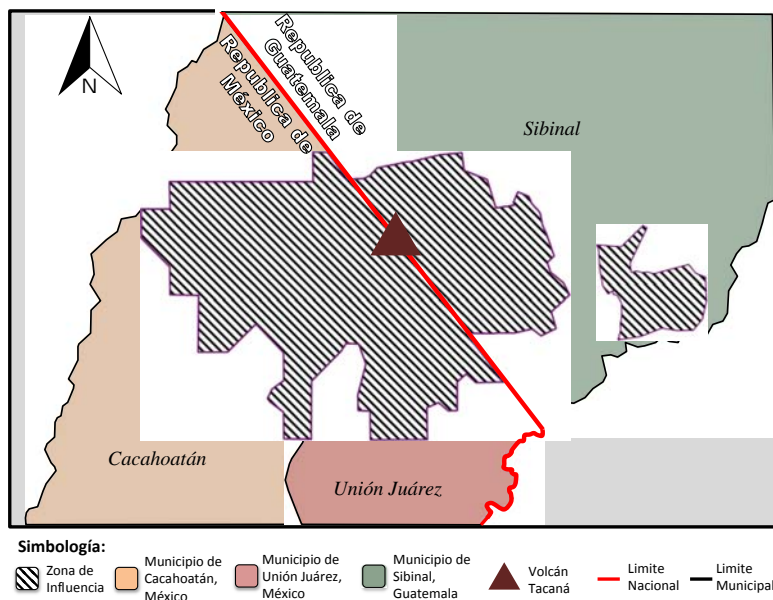 N
Republica de
Guatemala
Republica de
México
Sibinal
Cacahoatán
Unión Juárez
Simbología:
Zona de
Influencia
Municipio de
Cacahoatán,
México
Municipio de
Unión Juárez,
México
Municipio de
Sibinal,
Guatemala
Volcán
Tacaná
Limite
Nacional
Limite
Municipal